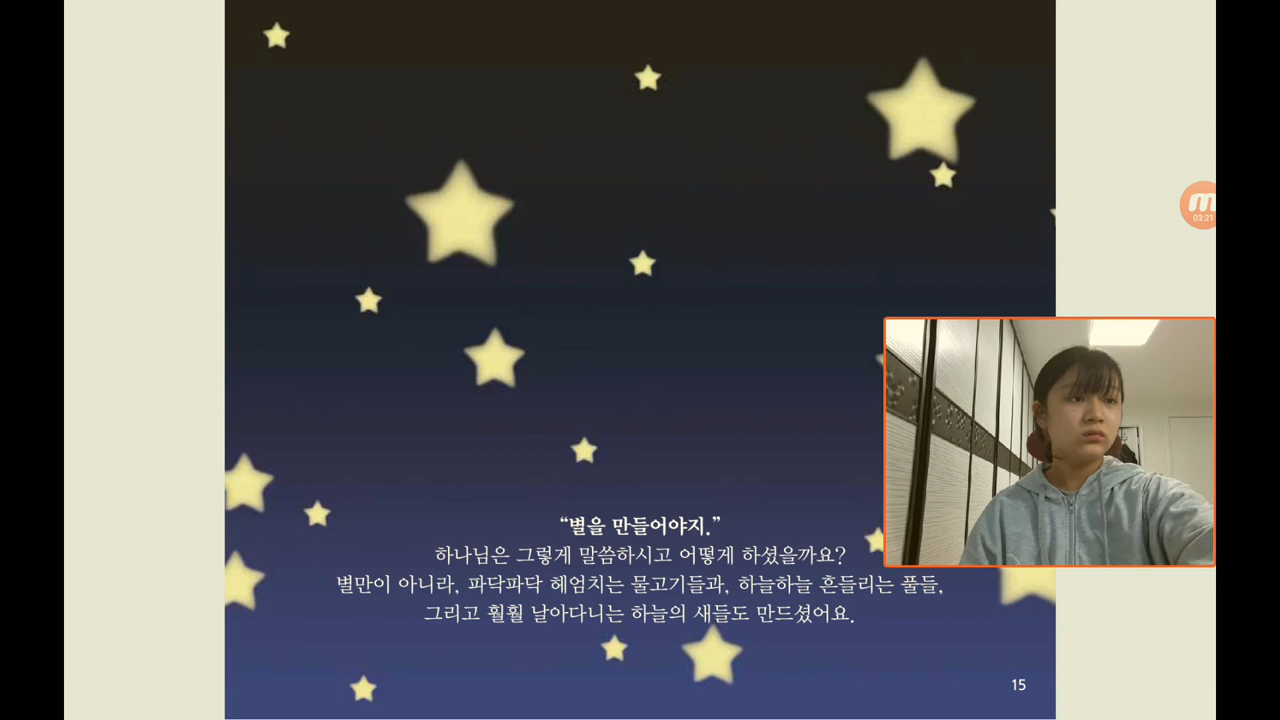 m
03:21
“별을 만들어야지.”
하나님은 그렇게 말씀하시고 어떻게 하셨을까요?
별만이 아니라, 파닥파닥 헤엄치는 물고기들과, 하늘하늘 흔들리는 풀들,
그리고 훨훨 날아다니는 하늘의 새들도 만드셨어요.
15